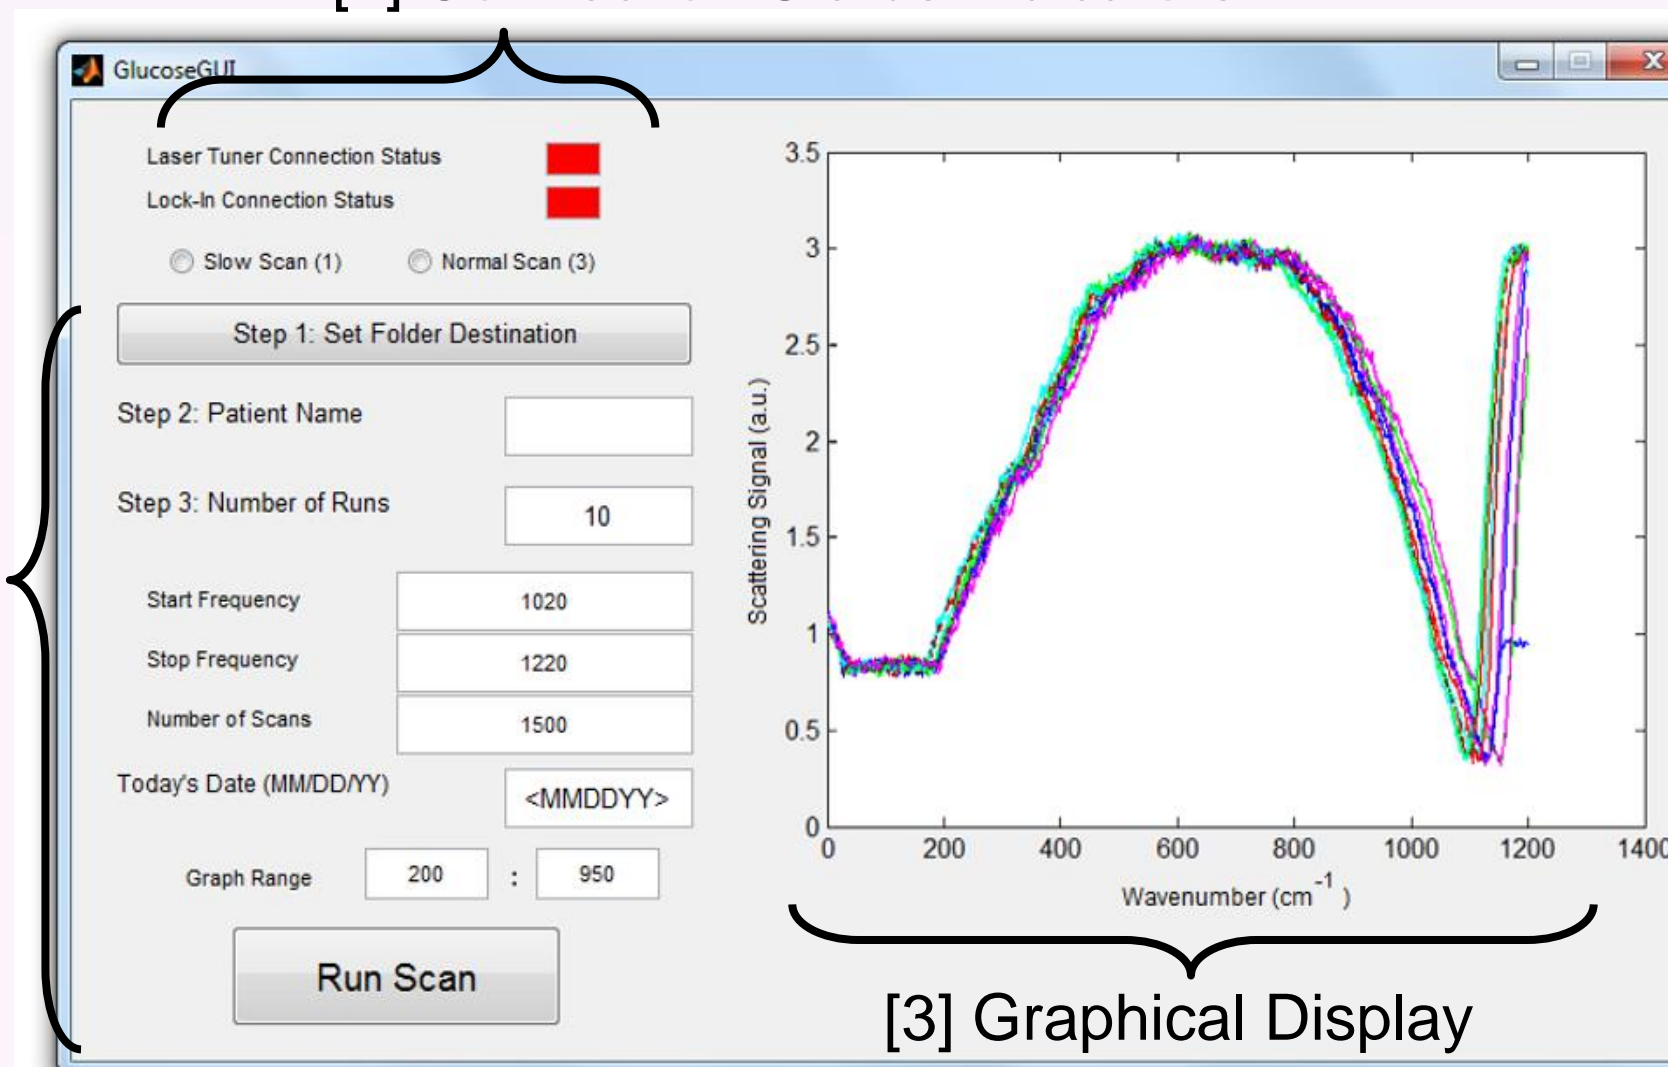 GlucoseGUI
Laser Tuner Connection Status
Lock-In Connection Status
Slow Scan (1) Normal Scan (3)
Step 1: Set Folder Destination
Step 2: Patient Name
Step 3: Number of Runs 10
Start Frequency 1020
Stop Frequency 1220
Number of Scans 1500
Today's Date (MM/DD/YY) <MMDDYY>
Graph Range 200 : 950
Run Scan
3.5
3
2.5
2
1.5
1
0.5
0
Scattering Signal (a.u.)
0 200 400 600 800 1000 1200 1400
Wavenumber (cm⁻¹ )
[3] Graphical Display